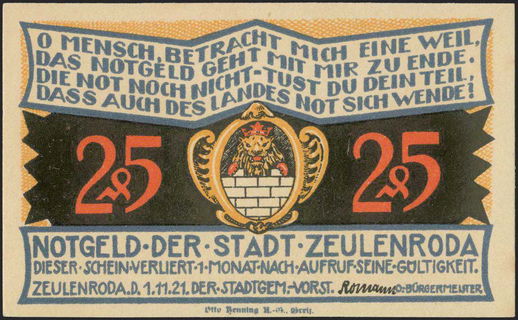 O MENSCH, BETRACHT MICH EINE WEIL,
DAS NOTGELD GEHT MIT MIR ZU ENDE.
DIE NOT NOCH NICHT-TUST DU DEIN TEIL,
DASS AUCH DES LANDES NOT SICH WENDE?
25 25
NOTGELD·DER·STADT·ZEULENRODA
DIESER·SCHEIN·VERLIERT·1·MONAT·NACH·AUFRUF·SEINE·GÜLTIGKEIT.
ZEULENRODA.D.1.11.21. DER STADTGEM.-VORST. Romann O.-BÜRGERMEISTER
Otto Henning A.-G., Greiz.